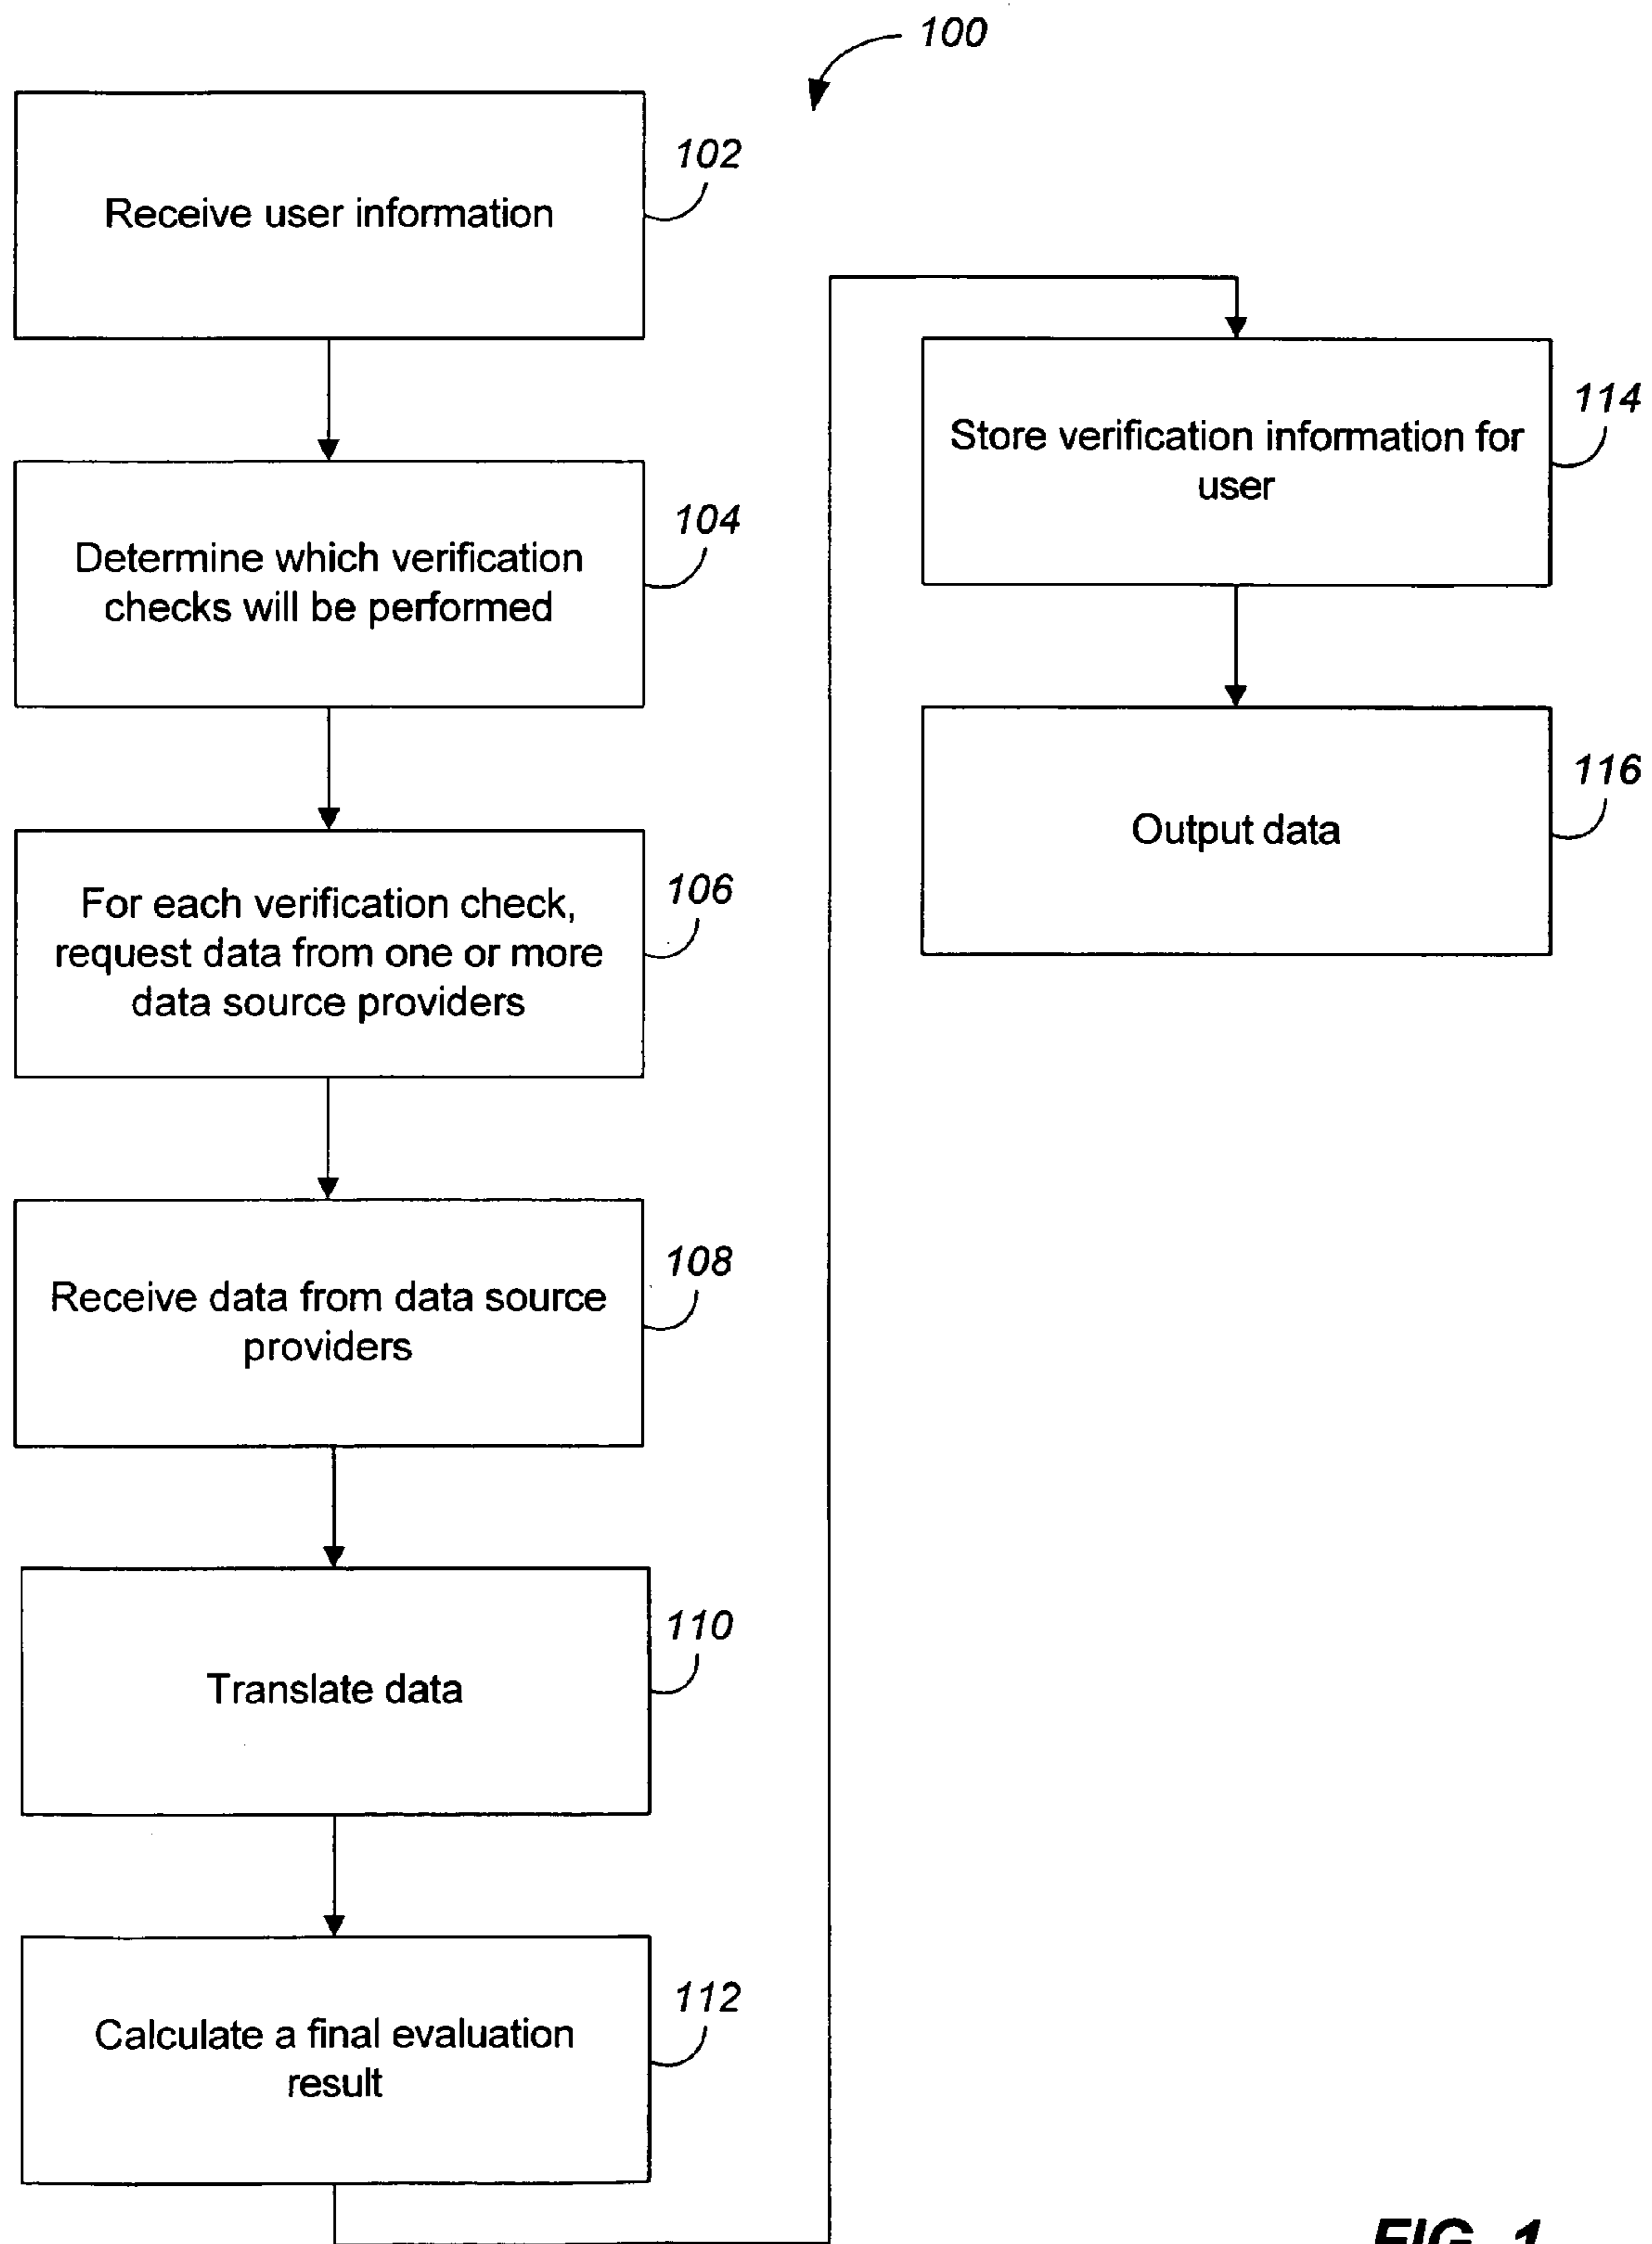 100
102
Receive user information
104
Determine which verification
checks will be performed
106
For each verification check,
request data from one or more
data source providers
108
Receive data from data source
providers
110
Translate data
112
Calculate a final evaluation
result
114
Store verification information for
user
116
Output data
FIG. 1